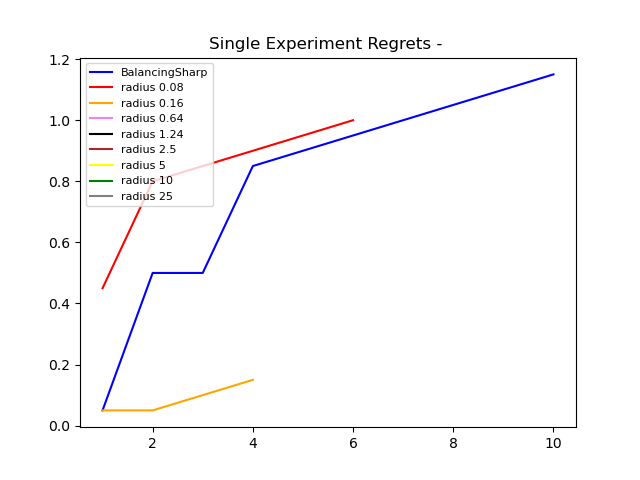 Single Experiment Regrets -
BalancingSharp
radius 0.08
radius 0.16
radius 0.64
radius 1.24
radius 2.5
radius 5
radius 10
radius 25
1.2
1.0
0.8
0.6
0.4
0.2
0.0
2 4 6 8 10